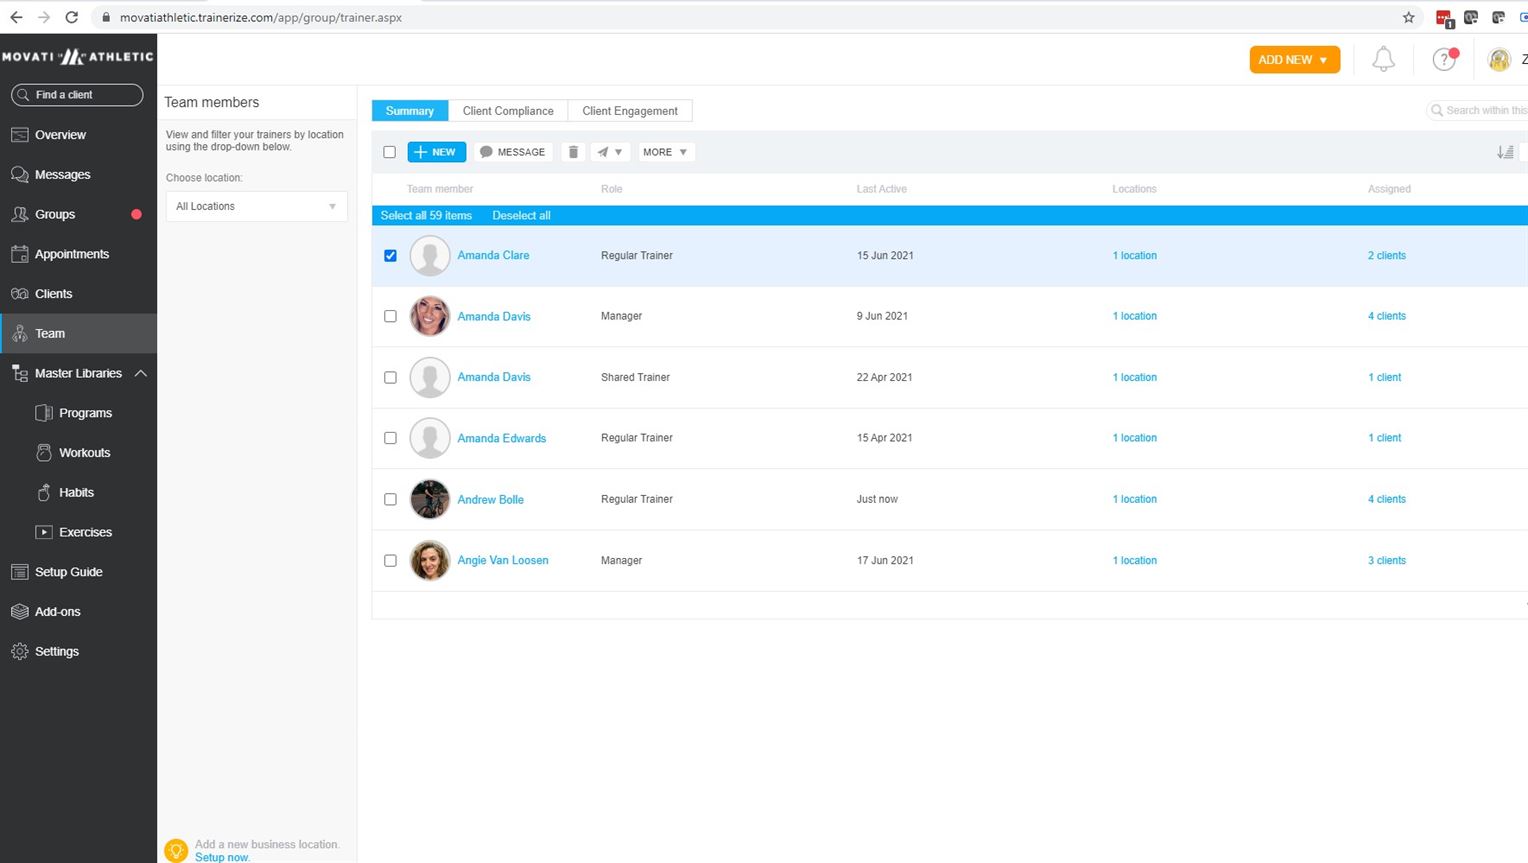 movatiathletic.trainerize.com/app/group/trainer.aspx
1
MOVATI ATHLETIC
ADD NEW
?
Z
Find a client
Overview
Messages
Groups
Appointments
Clients
Team
Master Libraries
Programs
Workouts
Habits
Exercises
Setup Guide
Add-ons
Settings
Team members
View and filter your trainers by location
using the drop-down below.
Choose location:
All Locations
Add a new business location.
Setup now.
Summary Client Compliance Client Engagement
Search within this
NEW MESSAGE MORE
Team member Role Last Active Locations Assigned
Select all 59 items Deselect all
Amanda Clare Regular Trainer 15 Jun 2021 1 location 2 clients
Amanda Davis Manager 9 Jun 2021 1 location 4 clients
Amanda Davis Shared Trainer 22 Apr 2021 1 location 1 client
Amanda Edwards Regular Trainer 15 Apr 2021 1 location 1 client
Andrew Bolle Regular Trainer Just now 1 location 4 clients
Angie Van Loosen Manager 17 Jun 2021 1 location 3 clients